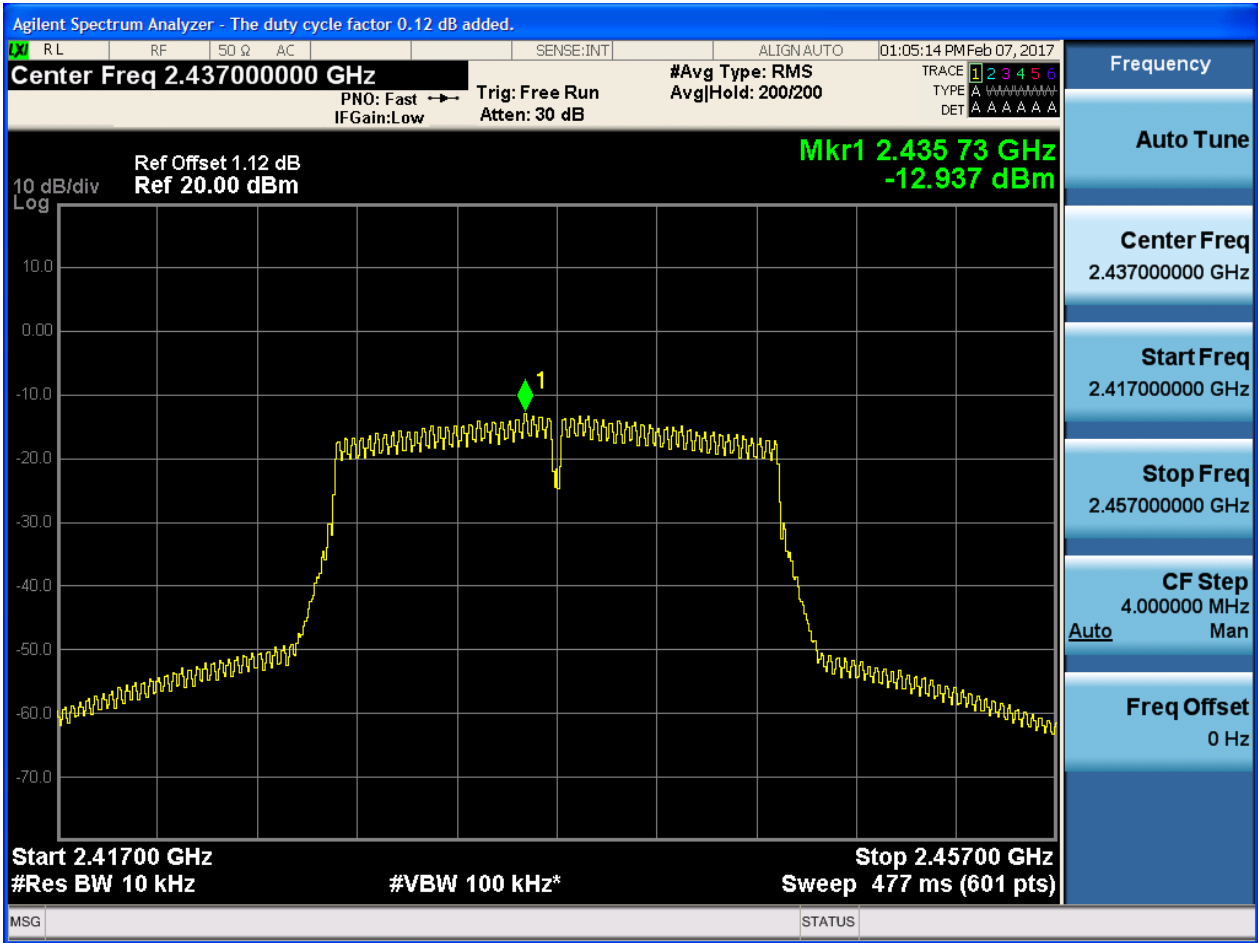 Agilent Spectrum Analyzer - The duty cycle factor 0.12 dB added.
LXI RL RF 50 Ω AC SENSE:INT ALIGN AUTO 01:05:14 PM Feb 07, 2017
Center Freq 2.437000000 GHz
PNO: Fast
IFGain:Low
Trig: Free Run
Atten: 30 dB
#Avg Type: RMS
Avg|Hold: 200/200
TRACE 1 2 3 4 5 6
TYPE A WWWWW
DET A A A A A A
Ref Offset 1.12 dB
10 dB/div Ref 20.00 dBm
Log
Mkr1 2.435 73 GHz
-12.937 dBm
10.0
0.00
-10.0
-20.0
-30.0
-40.0
-50.0
-60.0
-70.0
1
Start 2.41700 GHz
Stop 2.45700 GHz
#Res BW 10 kHz
#VBW 100 kHz*
Sweep 477 ms (601 pts)
MSG
STATUS
Frequency
Auto Tune
Center Freq
2.437000000 GHz
Start Freq
2.417000000 GHz
Stop Freq
2.457000000 GHz
CF Step
4.000000 MHz
Auto Man
Freq Offset
0 Hz